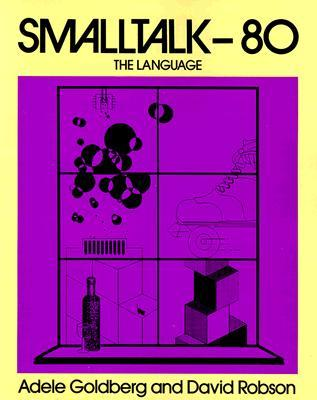 SMALLTALK–80
THE LANGUAGE
Adele Goldberg and David Robson